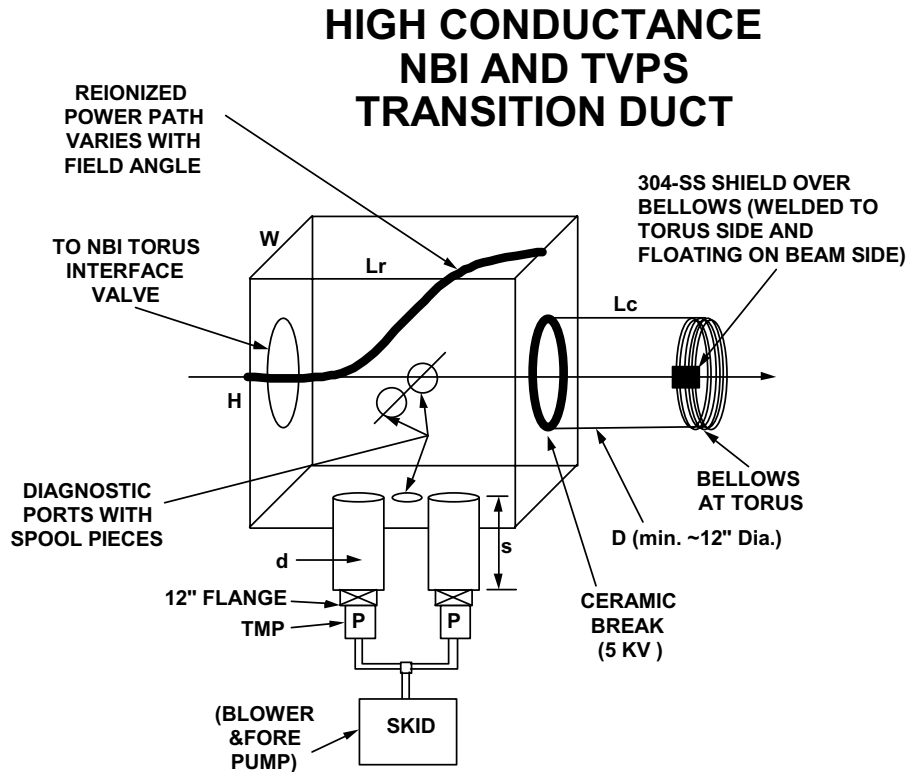 HIGH CONDUCTANCE
NBI AND TVPS
TRANSITION DUCT
REIONIZED
POWER PATH
VARIES WITH
FIELD ANGLE
304-SS SHIELD OVER
BELLOWS (WELDED TO
TORUS SIDE AND
FLOATING ON BEAM SIDE)
TO NBI TORUS
INTERFACE
VALVE
W
Lr
Lc
H
DIAGNOSTIC
PORTS WITH
SPOOL PIECES
BELLOWS
AT TORUS
D (min. ~12" Dia.)
d
s
12" FLANGE
TMP
P
P
CERAMIC
BREAK
(5 KV )
(BLOWER
&FORE
PUMP)
SKID